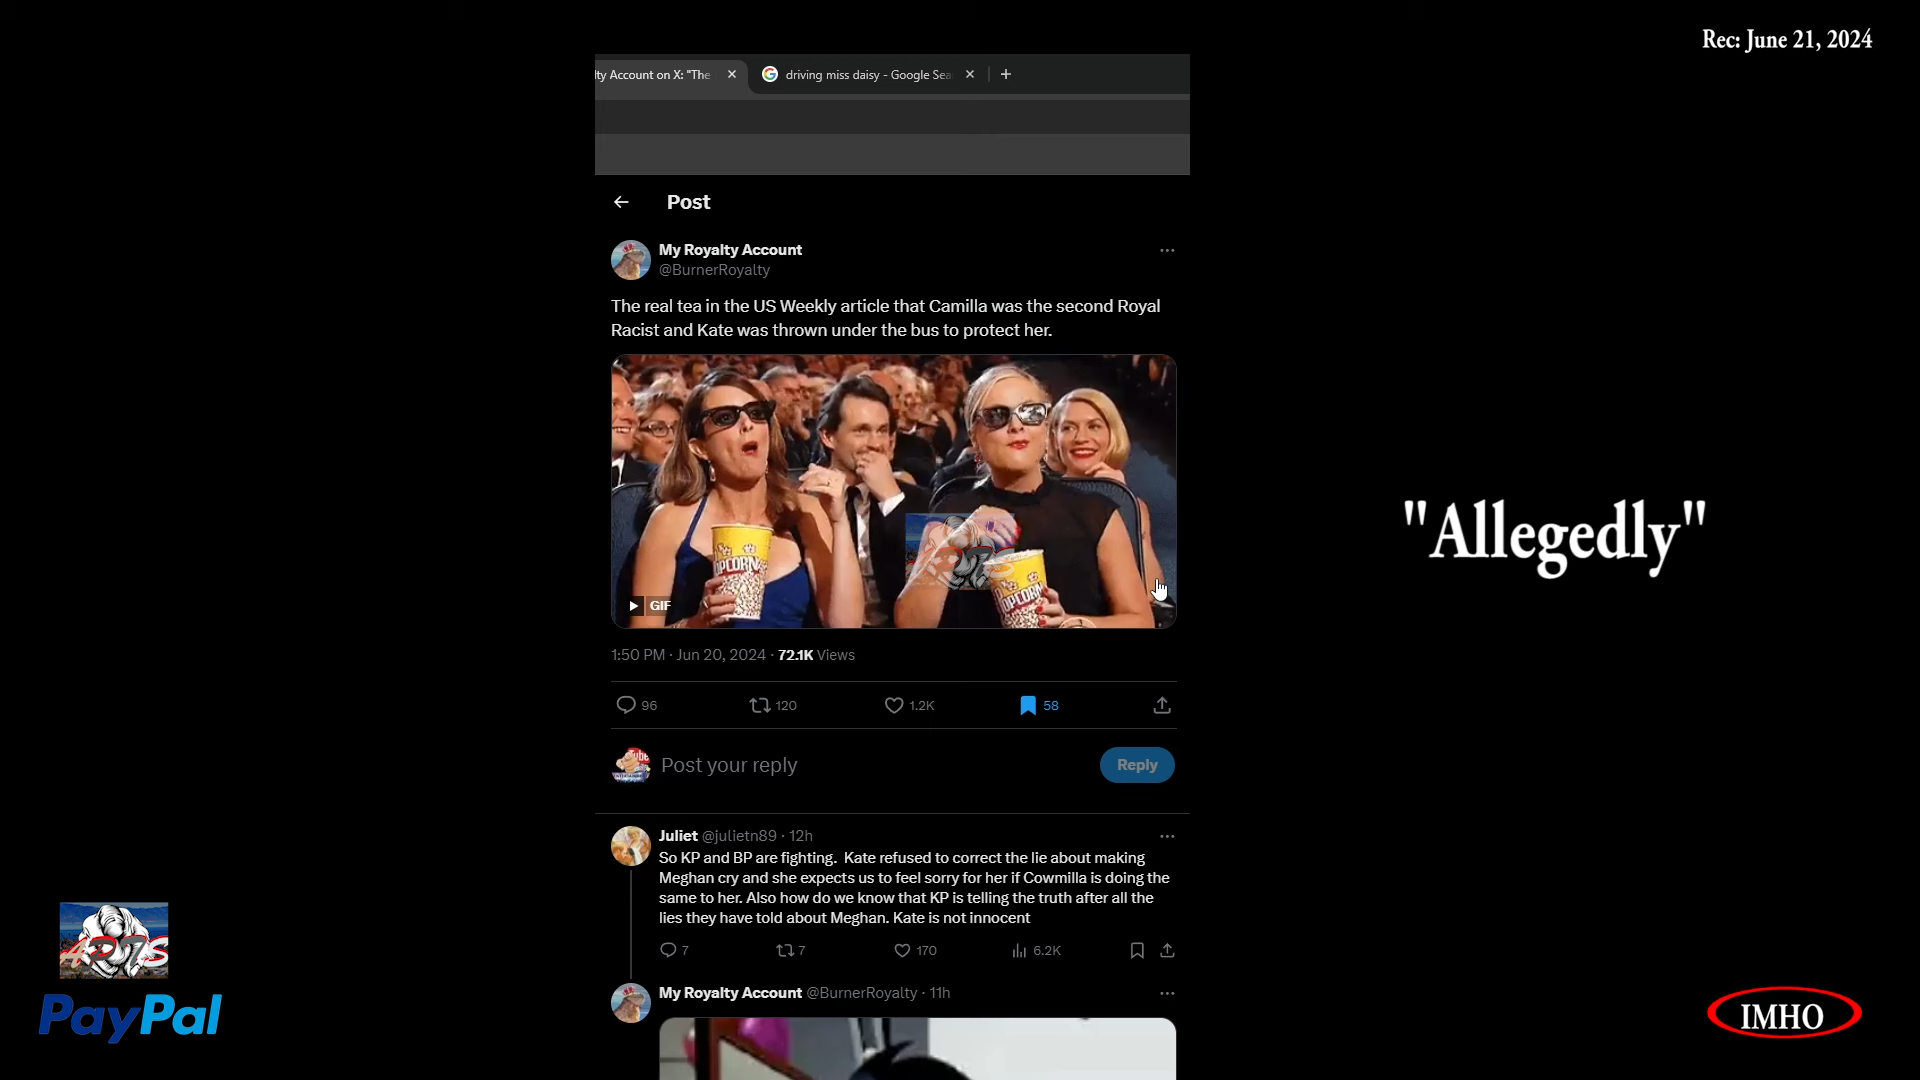 Rec: June 21, 2024
ty Account on X: "The
driving miss daisy - Google Sea
Post
My Royalty Account
@BurnerRoyalty
The real tea in the US Weekly article that Camilla was the second Royal
Racist and Kate was thrown under the bus to protect her.
OPCORN
OPCORN
ARTS
GIF
"Allegedly"
1:50 PM · Jun 20, 2024 · 72.1K Views
96 120 1.2K 58
Post your reply
Reply
Juliet @julietn89 · 12h
So KP and BP are fighting. Kate refused to correct the lie about making
Meghan cry and she expects us to feel sorry for her if Cowmilla is doing the
same to her. Also how do we know that KP is telling the truth after all the
lies they have told about Meghan. Kate is not innocent
7 7 170 6.2K
My Royalty Account @BurnerRoyalty · 11h
ARTS
PayPal
IMHO